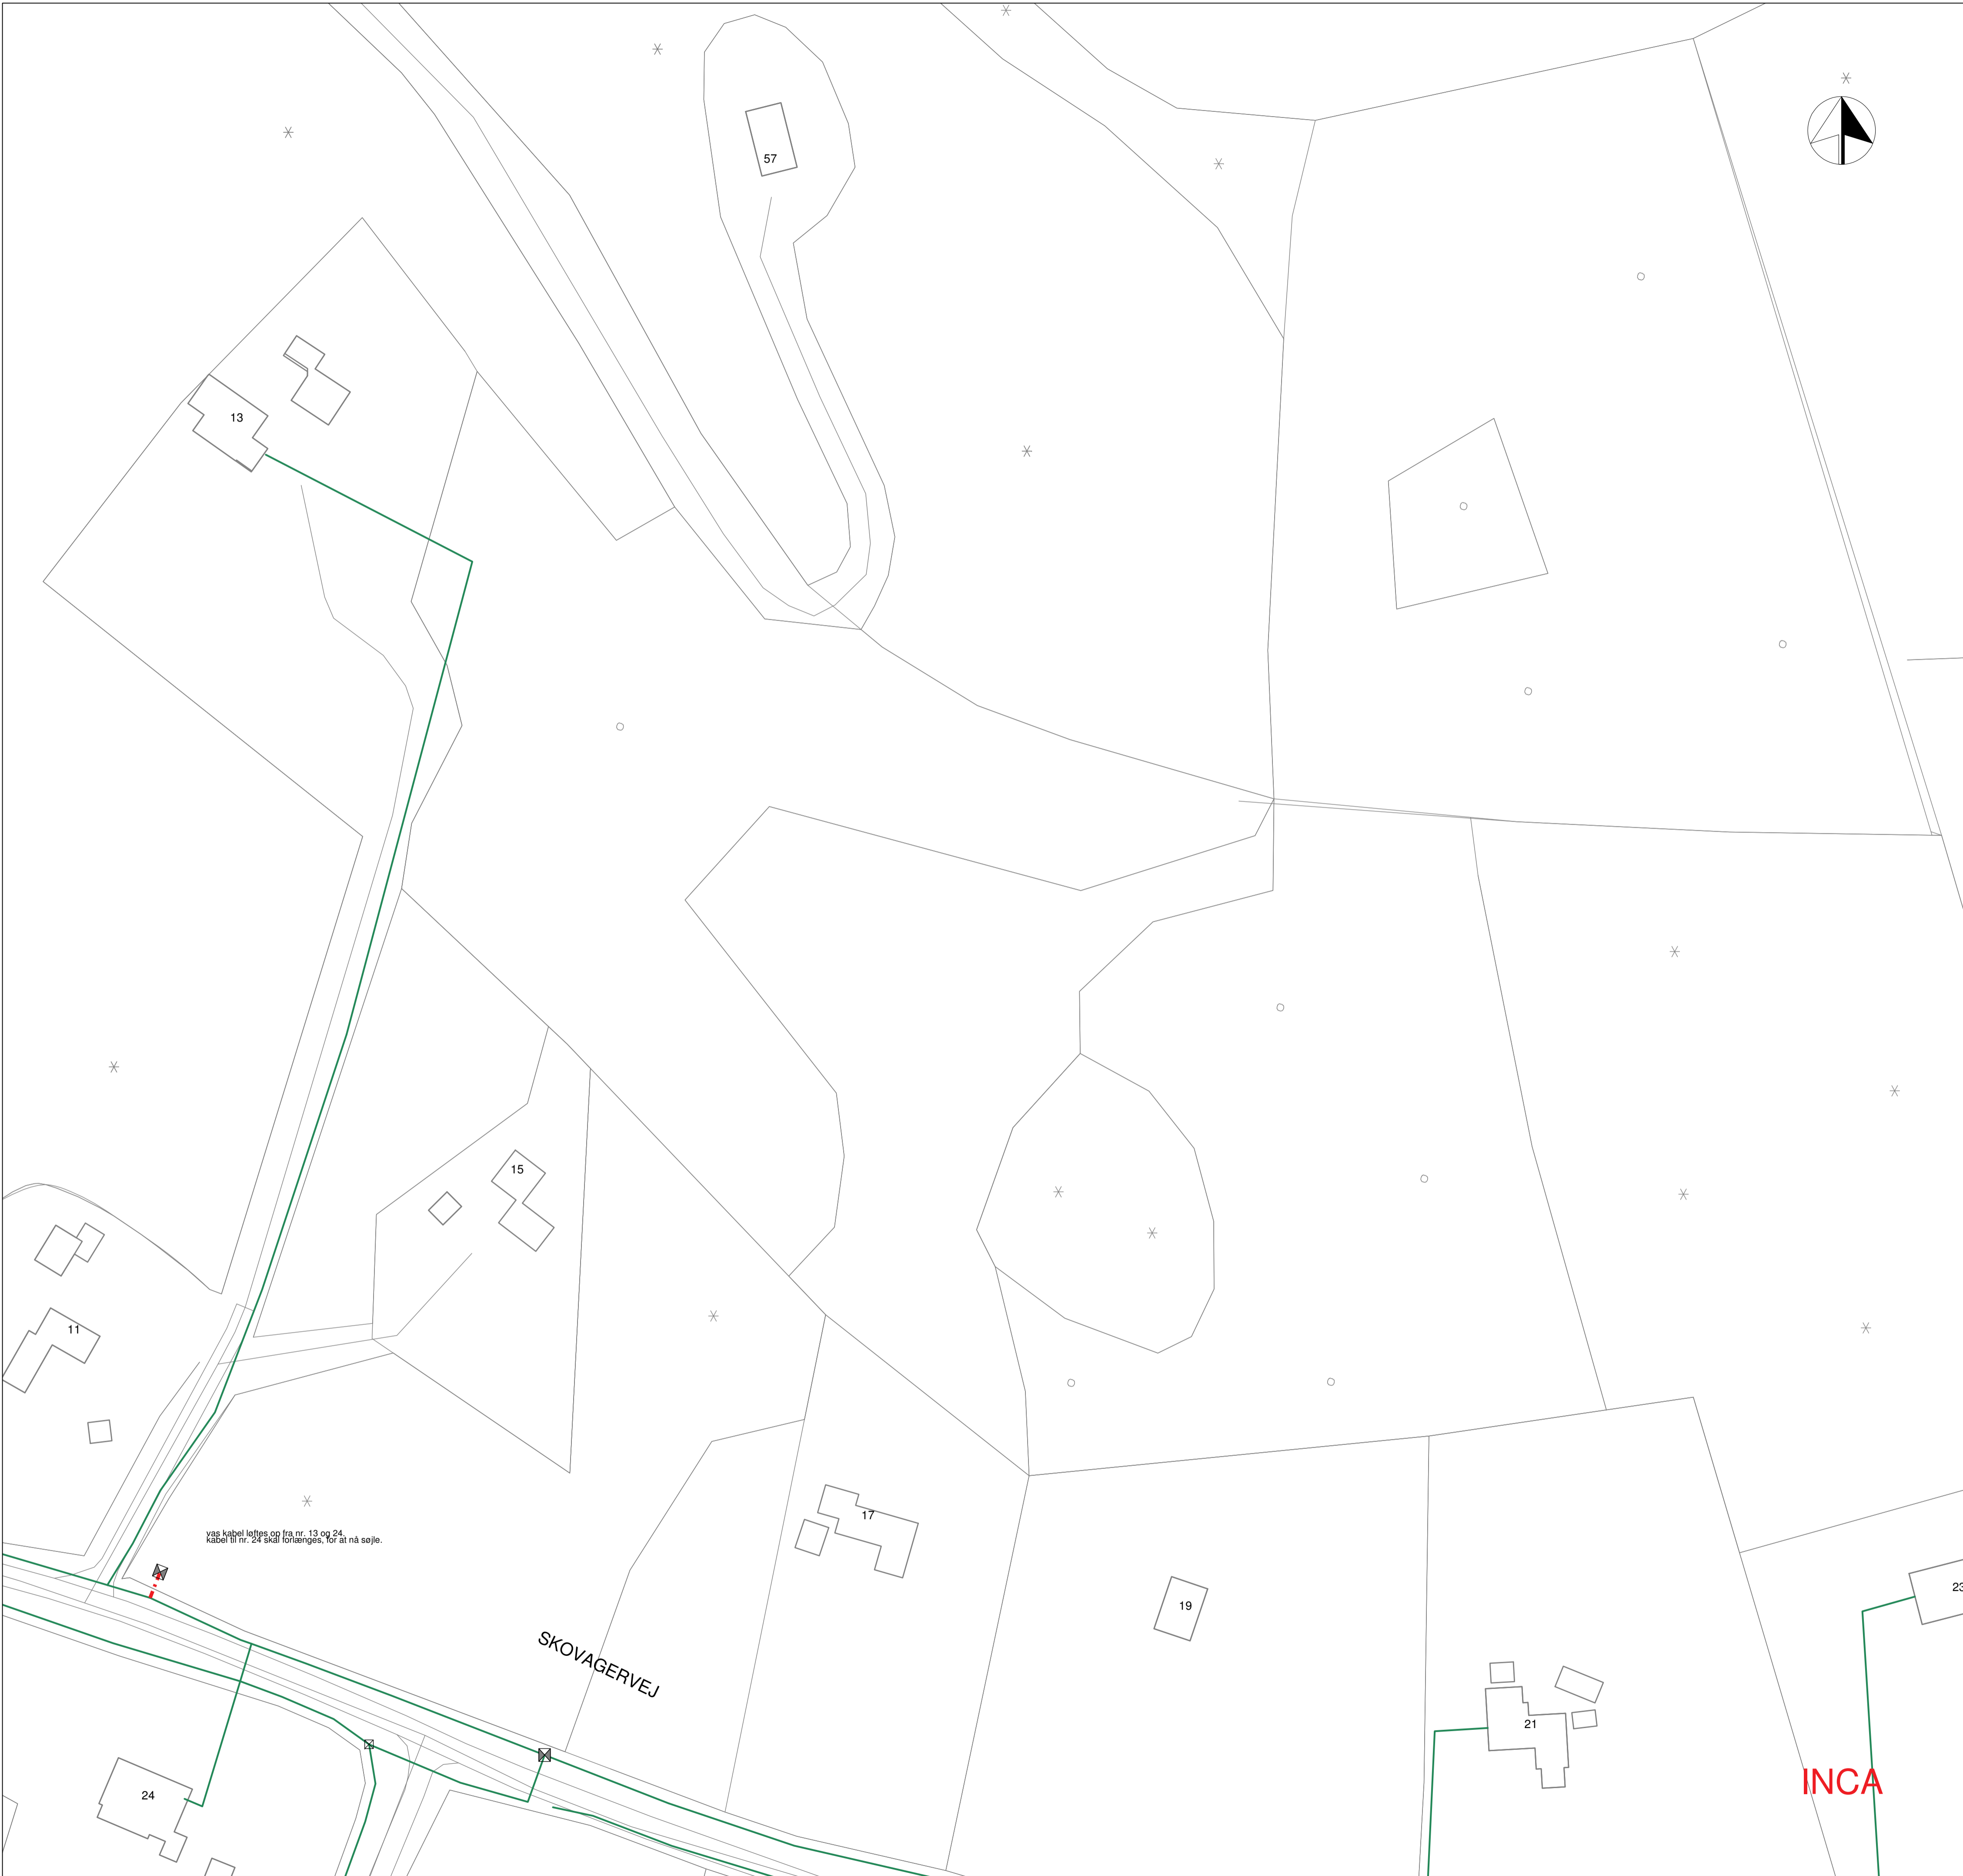 57
13
15
11
17
vas kabel løftes op fra nr. 13 og 24.
kabel til nr. 24 skal forlænges, for at nå søjle.
23
19
SKOVAGERVEJ
21
INCA
24